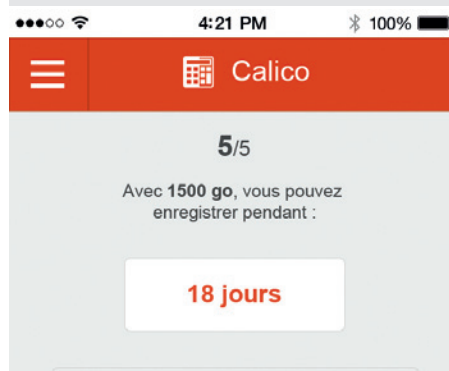 4:21 PM 100%
Calico
5/5
Avec 1500 go, vous pouvez
enregistrer pendant :
18 jours